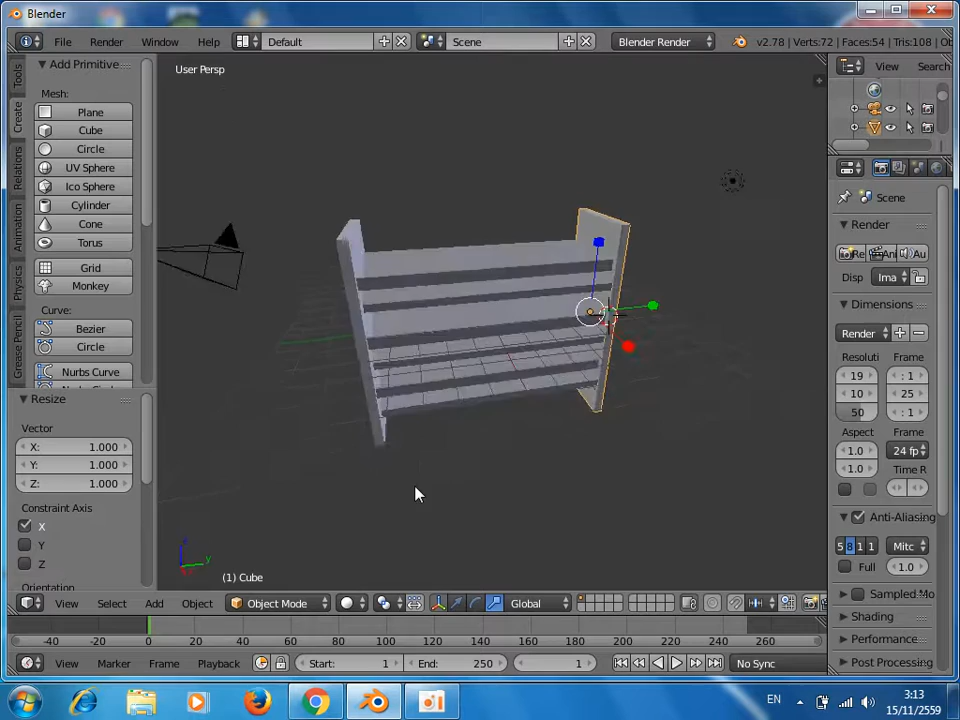 Blender
File Render Window Help Default Scene Blender Render v2.78 | Verts:72 | Faces:54 | Tris:108 | Ob
Tools
Create
Relations
Animation
Physics
Grease Pencil
Add Primitive
Mesh:
Plane
Cube
Circle
UV Sphere
Ico Sphere
Cylinder
Cone
Torus
Grid
Monkey
Curve:
Bezier
Circle
Nurbs Curve
Resize
Vector
X: 1.000
Y: 1.000
Z: 1.000
Constraint Axis
X
Y
Z
Orientation
User Persp
z
y
(1) Cube
View Search
Scene
Render
Re Ani Au
Disp Ima
Dimensions
Render
Resoluti Frame
19 : 1
10 : 25
50 : 1
Aspect Frame
1.0 24 fp
1.0 Time R
Anti-Aliasing
5 8 1 1 Mitc
Full 1.0
Sampled Mo
Shading
Performance
Post Processing
View Select Add Object Object Mode Global
-40 -20 0 20 40 60 80 100 120 140 160 180 200 220 240 260
View Marker Frame Playback Start: 1 End: 250 1 No Sync
EN 3:13
15/11/2559